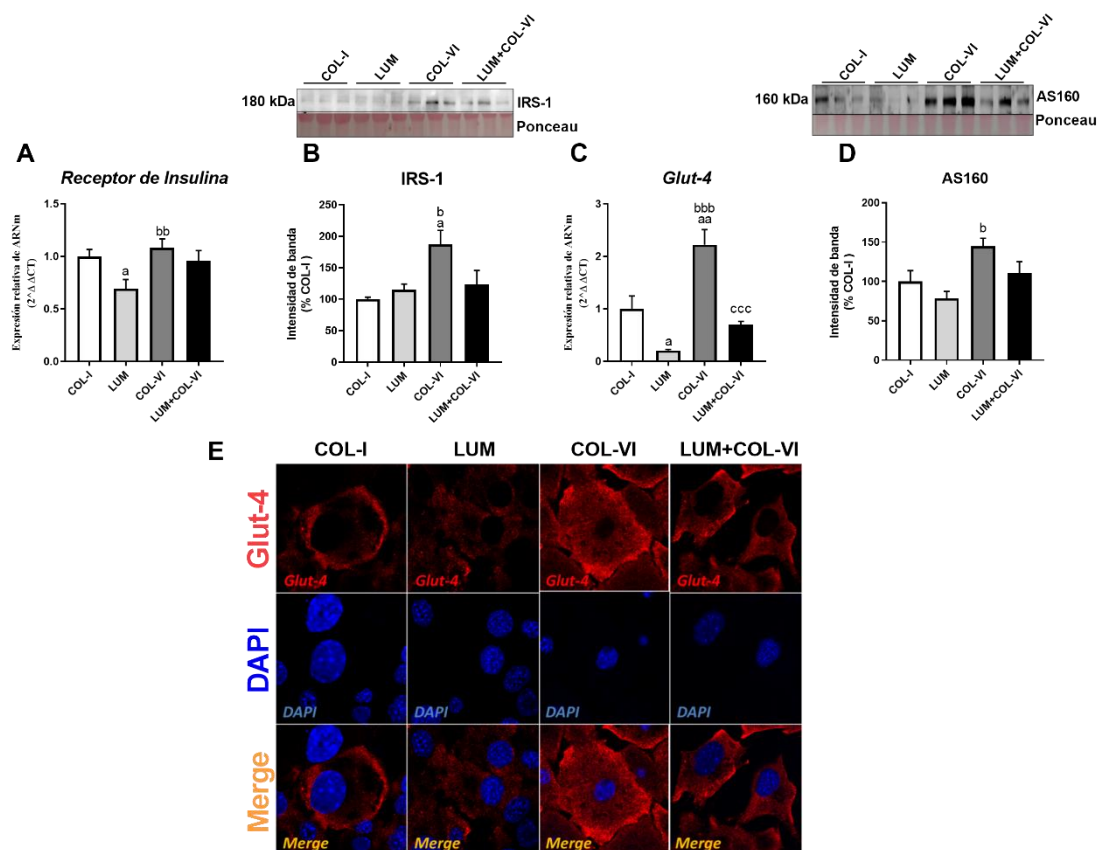 COL-I LUM COL-VI LUM+COL-VI
180 kDa IRS-1
Ponceau
COL-I LUM COL-VI LUM+COL-VI
160 kDa AS160
Ponceau
A
Receptor de Insulina
Expresión relativa de ARNm
(2^Δ ΔCT)
1.5
1.0
0.5
0.0
a
bb
COL-I LUM COL-VI LUM+COL-VI
B
IRS-1
Intensidad de banda
(% COL-I )
250
200
150
100
50
0
b
a
COL-I LUM COL-VI LUM+COL-VI
C
Glut-4
Expresión relativa de ARNm
(2^Δ ΔCT)
3
2
1
0
a
bbb
aa
ccc
COL-I LUM COL-VI LUM+COL-VI
D
AS160
Intensidad de banda
(% COL-I)
200
150
100
50
0
b
COL-I LUM COL-VI LUM+COL-VI
E
COL-I LUM COL-VI LUM+COL-VI
Glut-4
Glut-4 Glut-4 Glut-4 Glut-4
DAPI
DAPI DAPI DAPI DAPI
Merge
Merge Merge Merge Merge